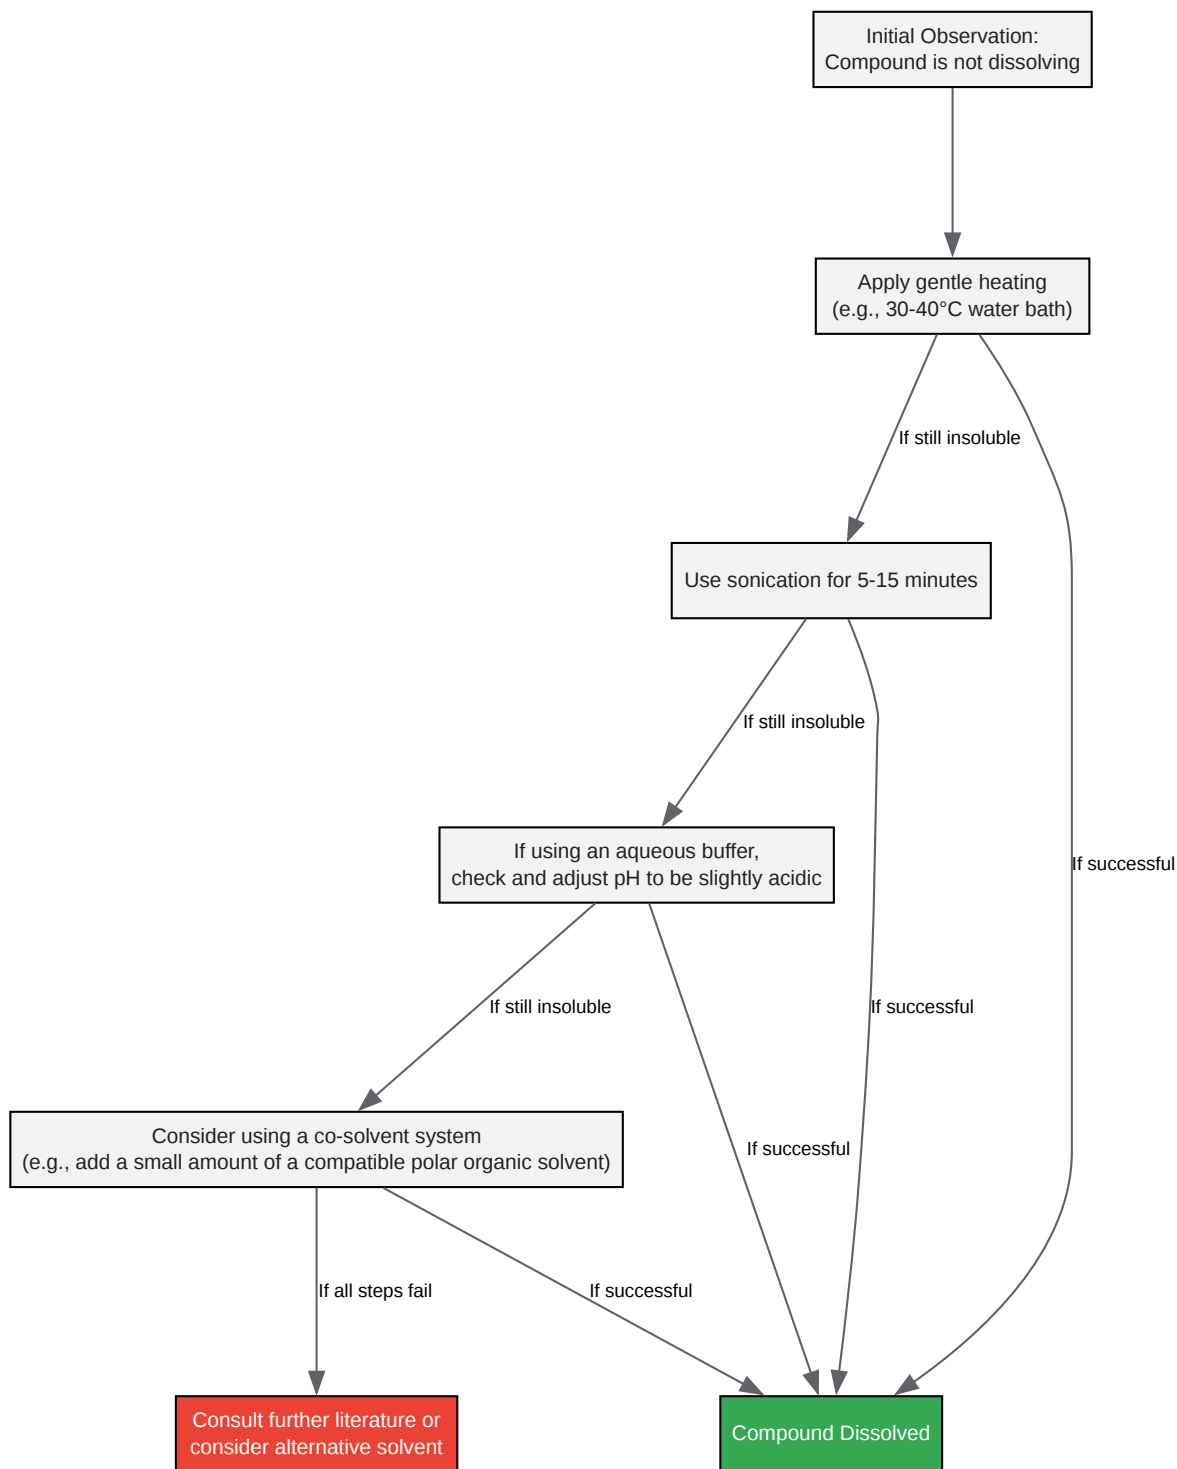 Initial Observation:
Compound is not dissolving
Apply gentle heating
(e.g., 30-40°C water bath)
If still insoluble
Use sonication for 5-15 minutes
If still insoluble
If using an aqueous buffer,
check and adjust pH to be slightly acidic
If successful
If still insoluble
If successful
Consider using a co-solvent system
(e.g., add a small amount of a compatible polar organic solvent)
If successful
If all steps fail
If successful
Consult further literature or
consider alternative solvent
Compound Dissolved